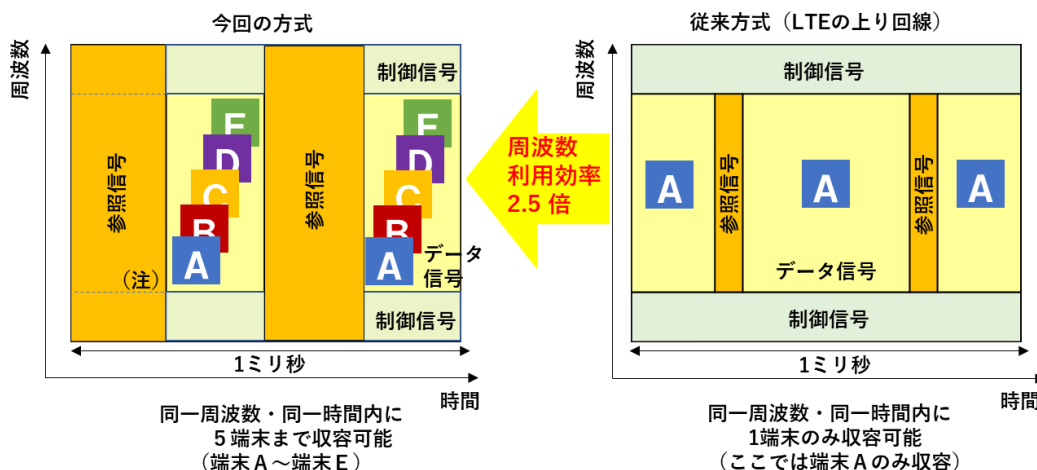 今回の方式
周波数
参照信号
(注)
制御信号
E
D
C
B
A
参照信号
制御信号
E
D
C
B
A
データ
信号
制御信号
1ミリ秒
時間
同一周波数・同一時間内に
5端末まで収容可能
(端末A~端末E)
周波数
利用効率
2.5 倍
従来方式(LTEの上り回線)
周波数
制御信号
A
参照信号
A
参照信号
A
データ信号
制御信号
1ミリ秒
時間
同一周波数・同一時間内に
1端末のみ収容可能
(ここでは端末Aのみ収容)